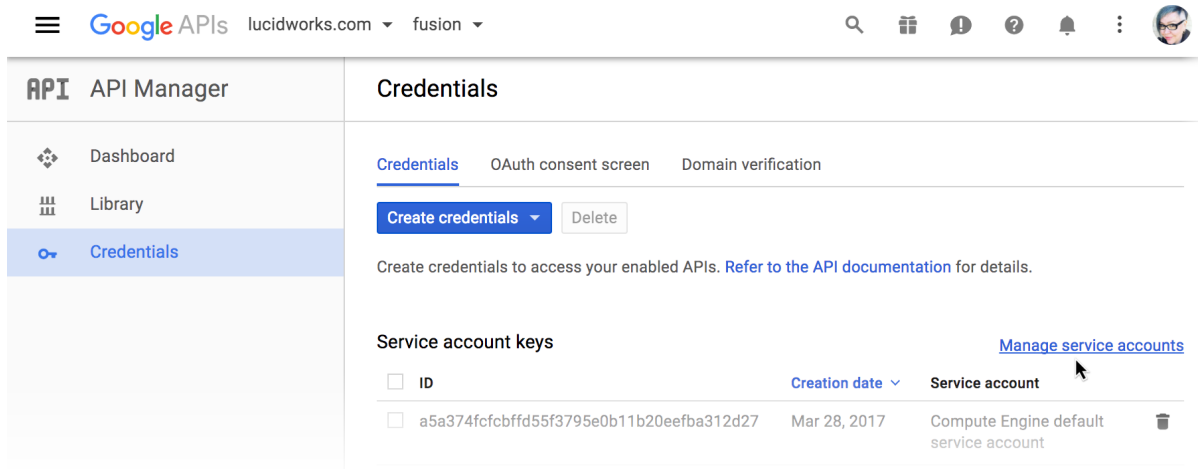 Google APIs lucidworks.com fusion
API API Manager
Credentials
Dashboard
Library
Credentials
Credentials OAuth consent screen Domain verification
Create credentials Delete
Create credentials to access your enabled APIs. Refer to the API documentation for details.
Service account keys
Manage service accounts
ID Creation date Service account
a5a374fcfcbffd55f3795e0b11b20eefba312d27 Mar 28, 2017 Compute Engine default
service account